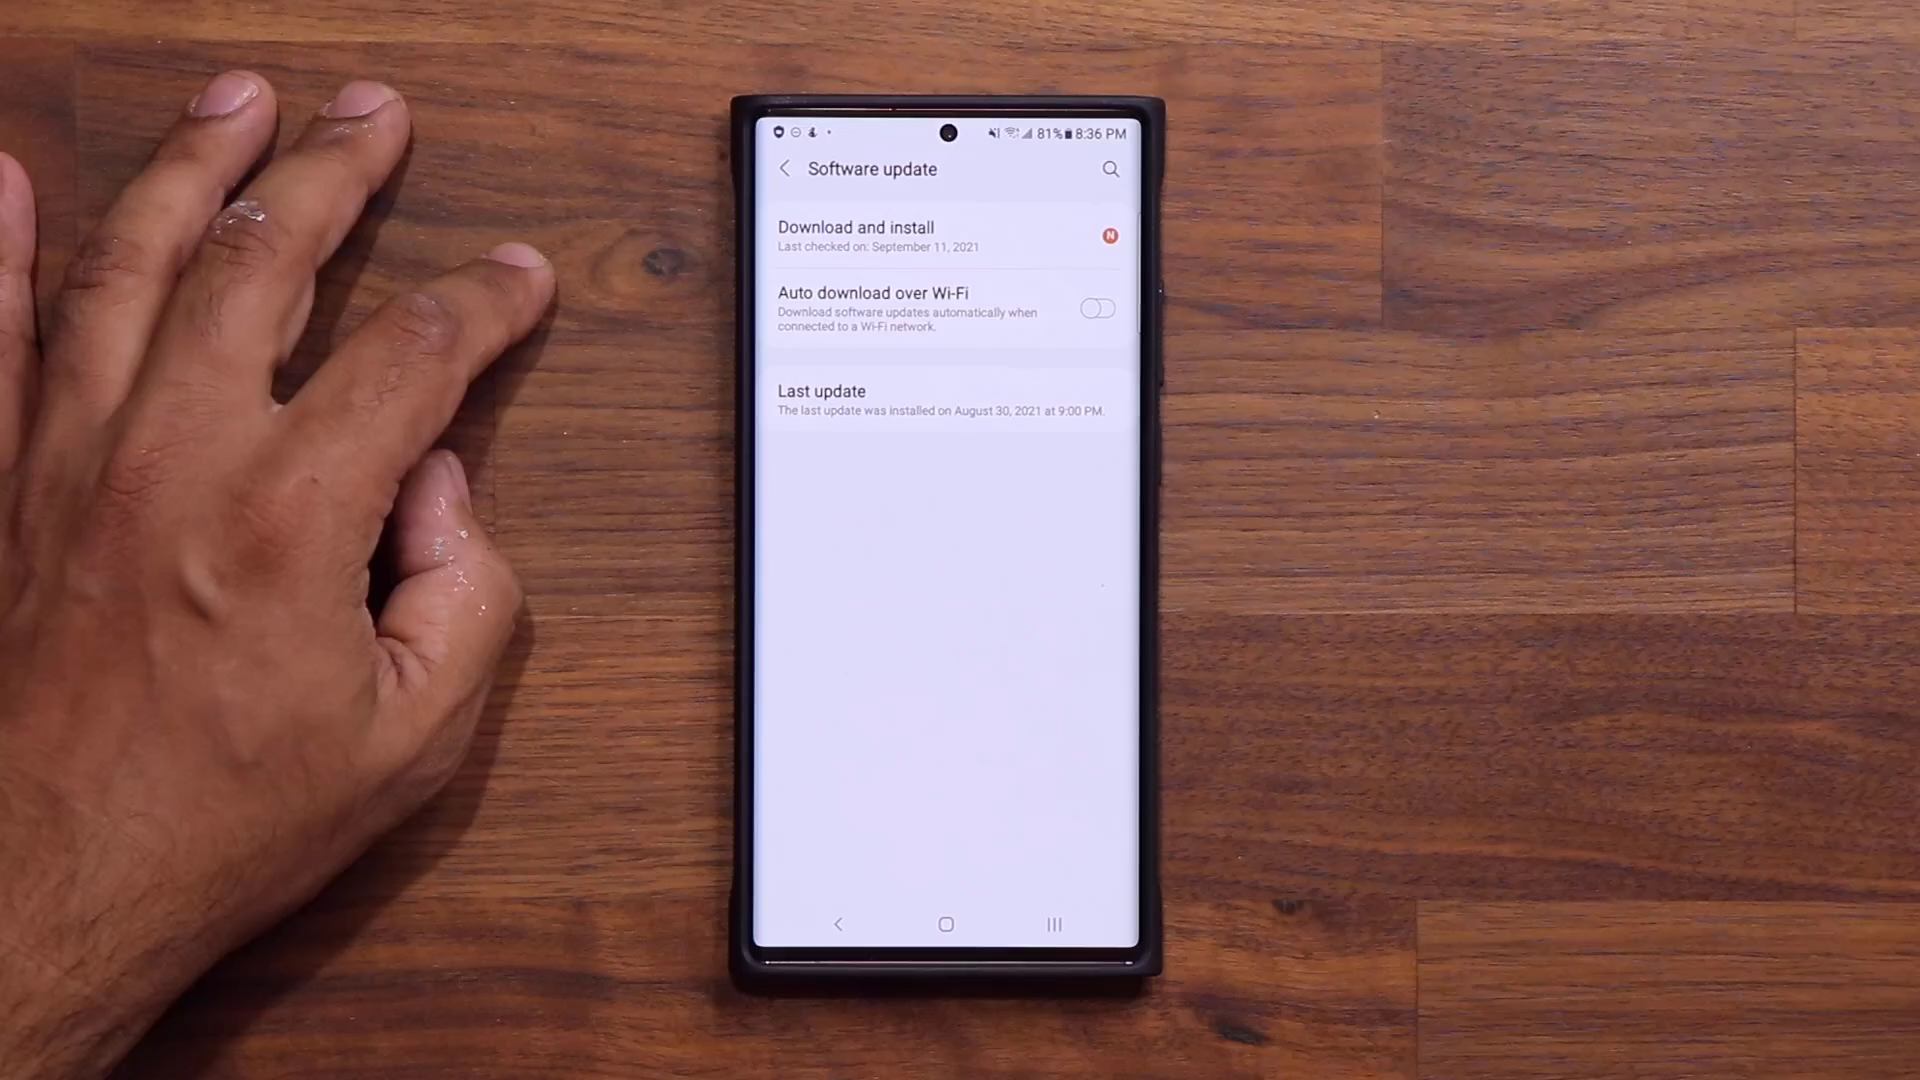 81% 8:36 PM
Software update
Download and install
Last checked on: September 11, 2021
N
Auto download over Wi-Fi
Download software updates automatically when
connected to a Wi-Fi network.
Last update
The last update was installed on August 30, 2021 at 9:00 PM.